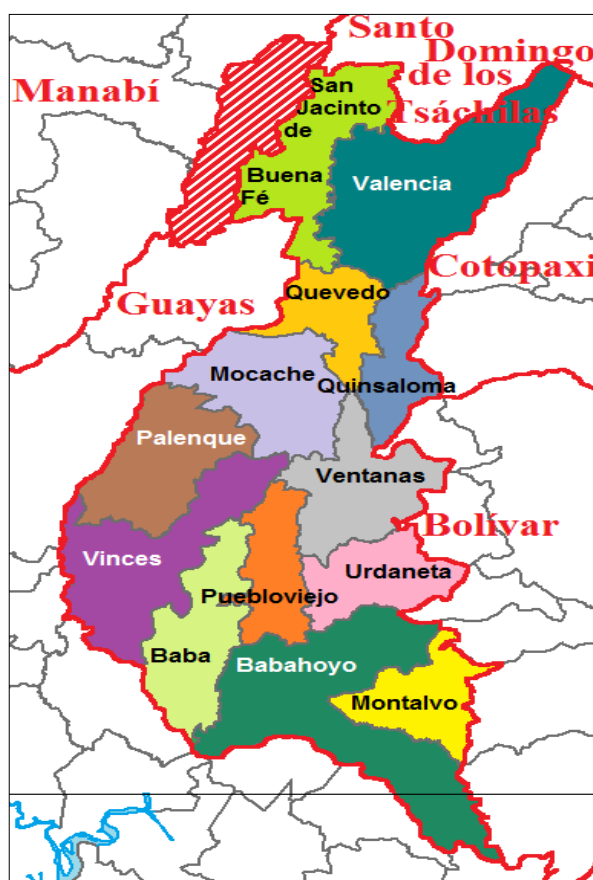 Santo
Domingo
de los
Tsáchilas
Manabí
San
Jacinto
de
Buena
Fé
Valencia
Cotopaxi
Guayas
Quevedo
Mocache
Quinsaloma
Palenque
Ventanas
Bolívar
Vinces
Urdaneta
Puebloviejo
Baba
Babahoyo
Montalvo